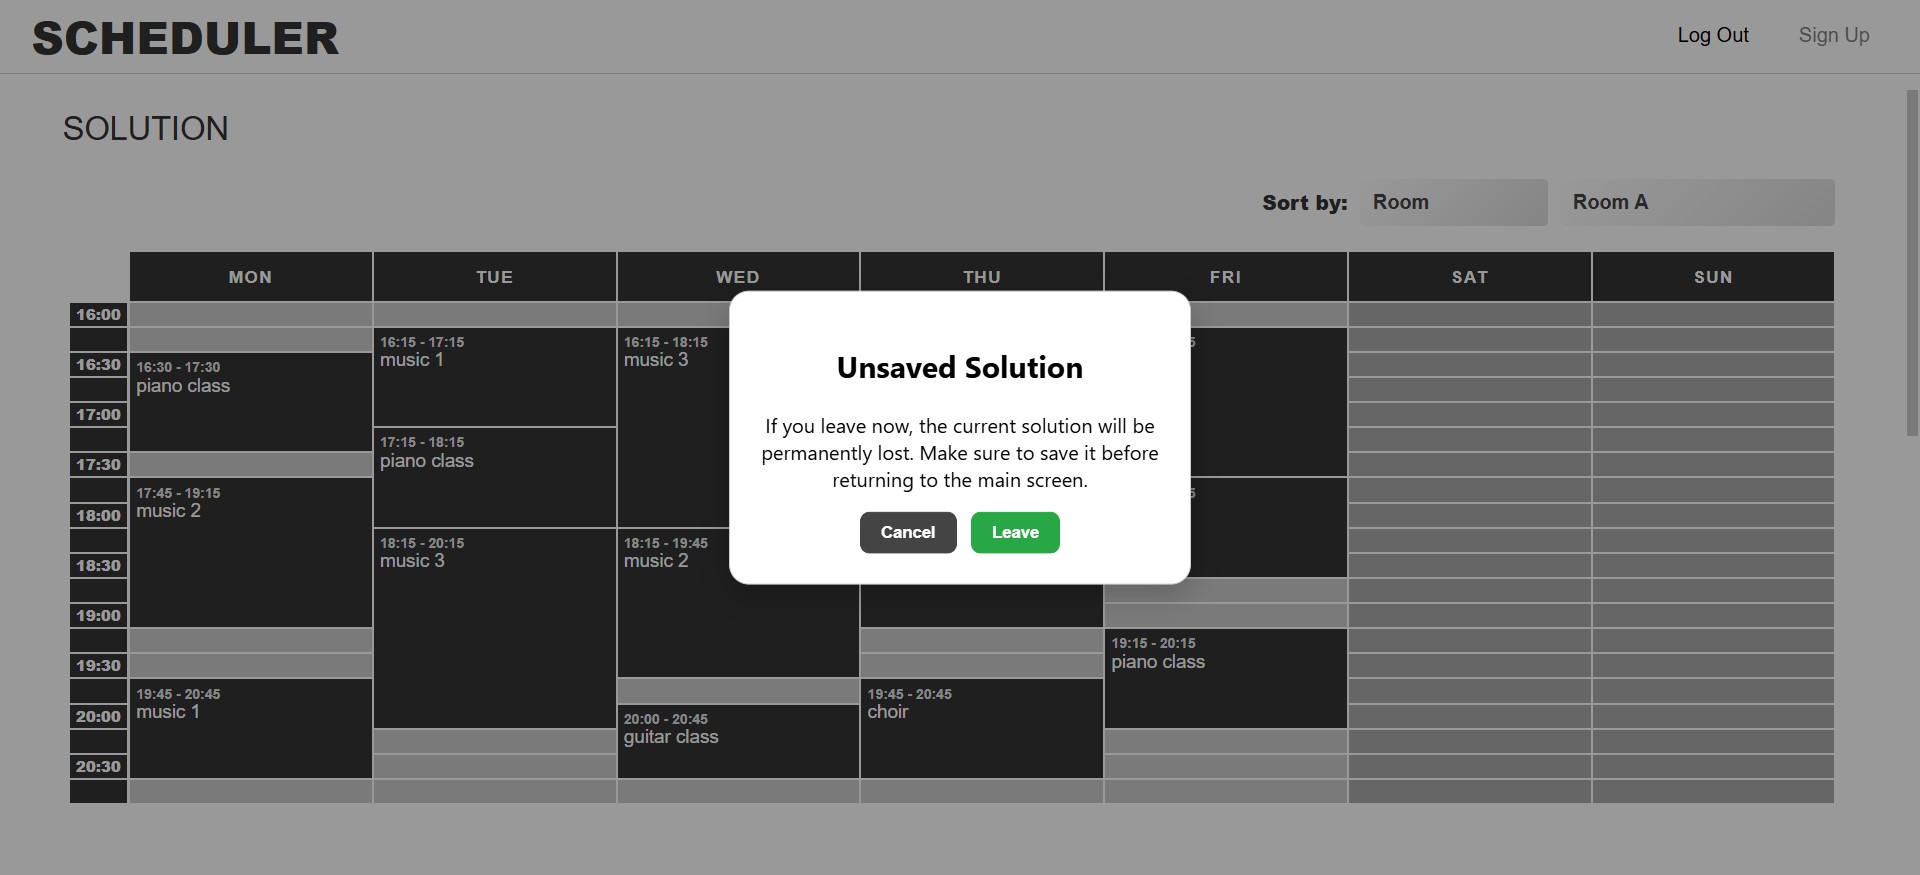 SCHEDULER
Log Out
Sign Up
SOLUTION
Sort by:
Room
Room A
MON
TUE
WED
THU
FRI
SAT
SUN
16:00
16:30
17:00
17:30
18:00
18:30
19:00
19:30
20:00
20:30
16:30 - 17:30
piano class
17:45 - 19:15
music 2
19:45 - 20:45
music 1
16:15 - 17:15
music 1
17:15 - 18:15
piano class
18:15 - 20:15
music 3
16:15 - 18:15
music 3
18:15 - 19:45
music 2
20:00 - 20:45
guitar class
19:45 - 20:45
choir
19:15 - 20:15
piano class
Unsaved Solution
If you leave now, the current solution will be
permanently lost. Make sure to save it before
returning to the main screen.
Cancel
Leave